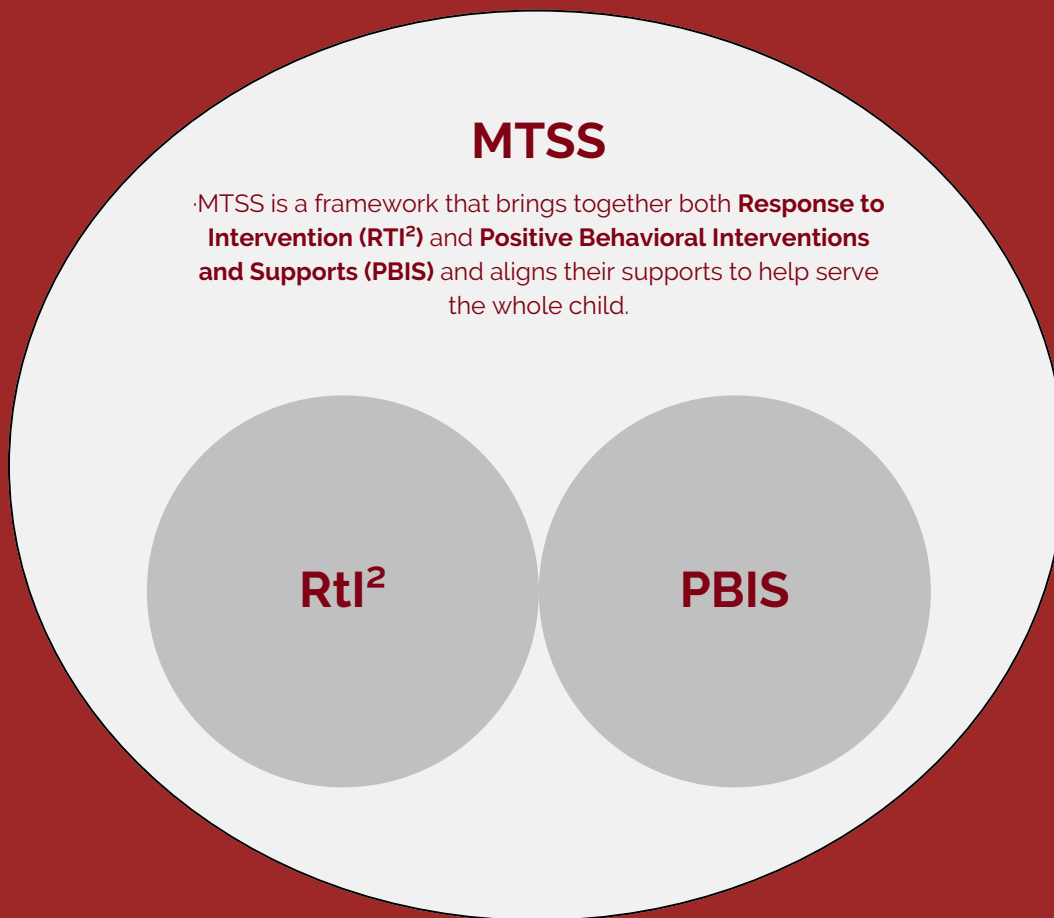 MTSS
·MTSS is a framework that brings together both Response to
Intervention (RTI²) and Positive Behavioral Interventions
and Supports (PBIS) and aligns their supports to help serve
the whole child.
RtI²
PBIS